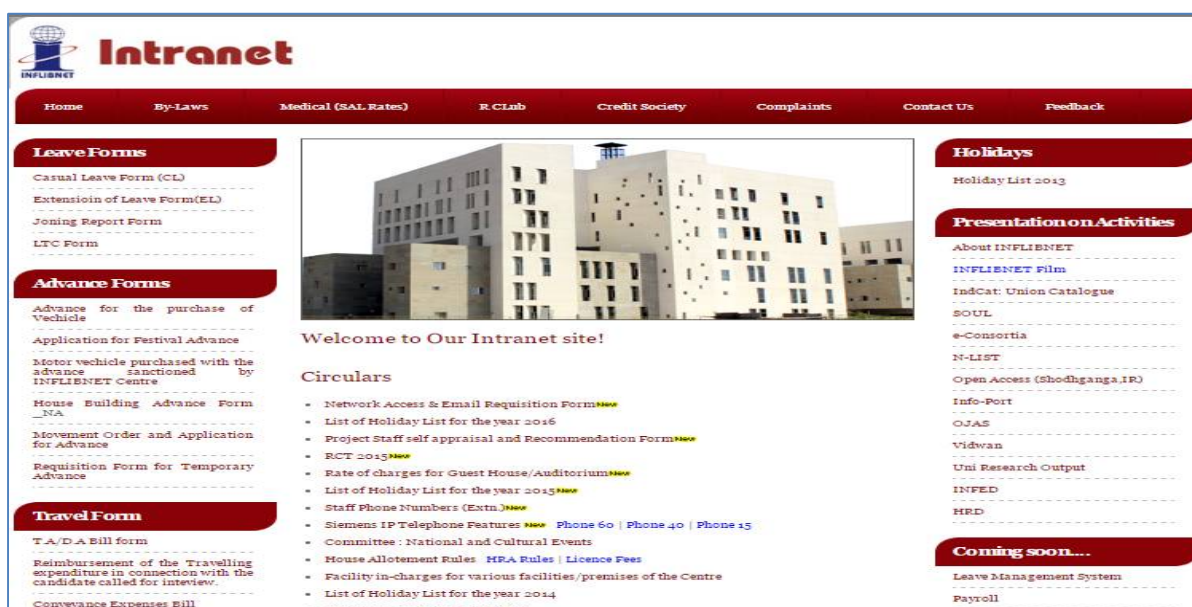 INFLIBNET
Intranet
Home By-Laws Medical (SAL Rates) R CLub Credit Society Complaints Contact Us Feedback
Leave Forms
Casual Leave Form (CL)
Extensioin of Leave Form(EL)
Joning Report Form
LTC Form
Advance Forms
Advance for the purchase of
Vechicle
Application for Festival Advance
Motor vechicle purchased with the
advance sanctioned by
INFLIBNET Centre
House Building Advance Form
_NA
Movement Order and Application
for Advance
Requisition Form for Temporary
Advance
Travel Form
T.A/D.A Bill form
Reimbursement of the Travelling
expenditure in connection with the
candidate called for inteview.
Conveyance Expenses Bill
Welcome to Our Intranet site!
Circulars
Network Access & Email Requisition Form New
List of Holiday List for the year 2016
Project Staff self appraisal and Recommendation Form New
RCT 2015 New
Rate of charges for Guest House/Auditorium New
List of Holiday List for the year 2015 New
Staff Phone Numbers (Extn.) New
Siemens IP Telephone Features New Phone 60 | Phone 40 | Phone 15
Committee : National and Cultural Events
House Allotement Rules HRA Rules | Licence Fees
Facility in-charges for various facilities/premises of the Centre
List of Holiday List for the year 2014
Holidays
Holiday List 2013
Presentation on Activities
About INFLIBNET
INFLIBNET Film
IndCat: Union Catalogue
SOUL
e-Consortia
N-LIST
Open Access (Shodhganga,IR)
Info-Port
OJAS
Vidwan
Uni Research Output
INFED
HRD
Coming soon....
Leave Management System
Payroll